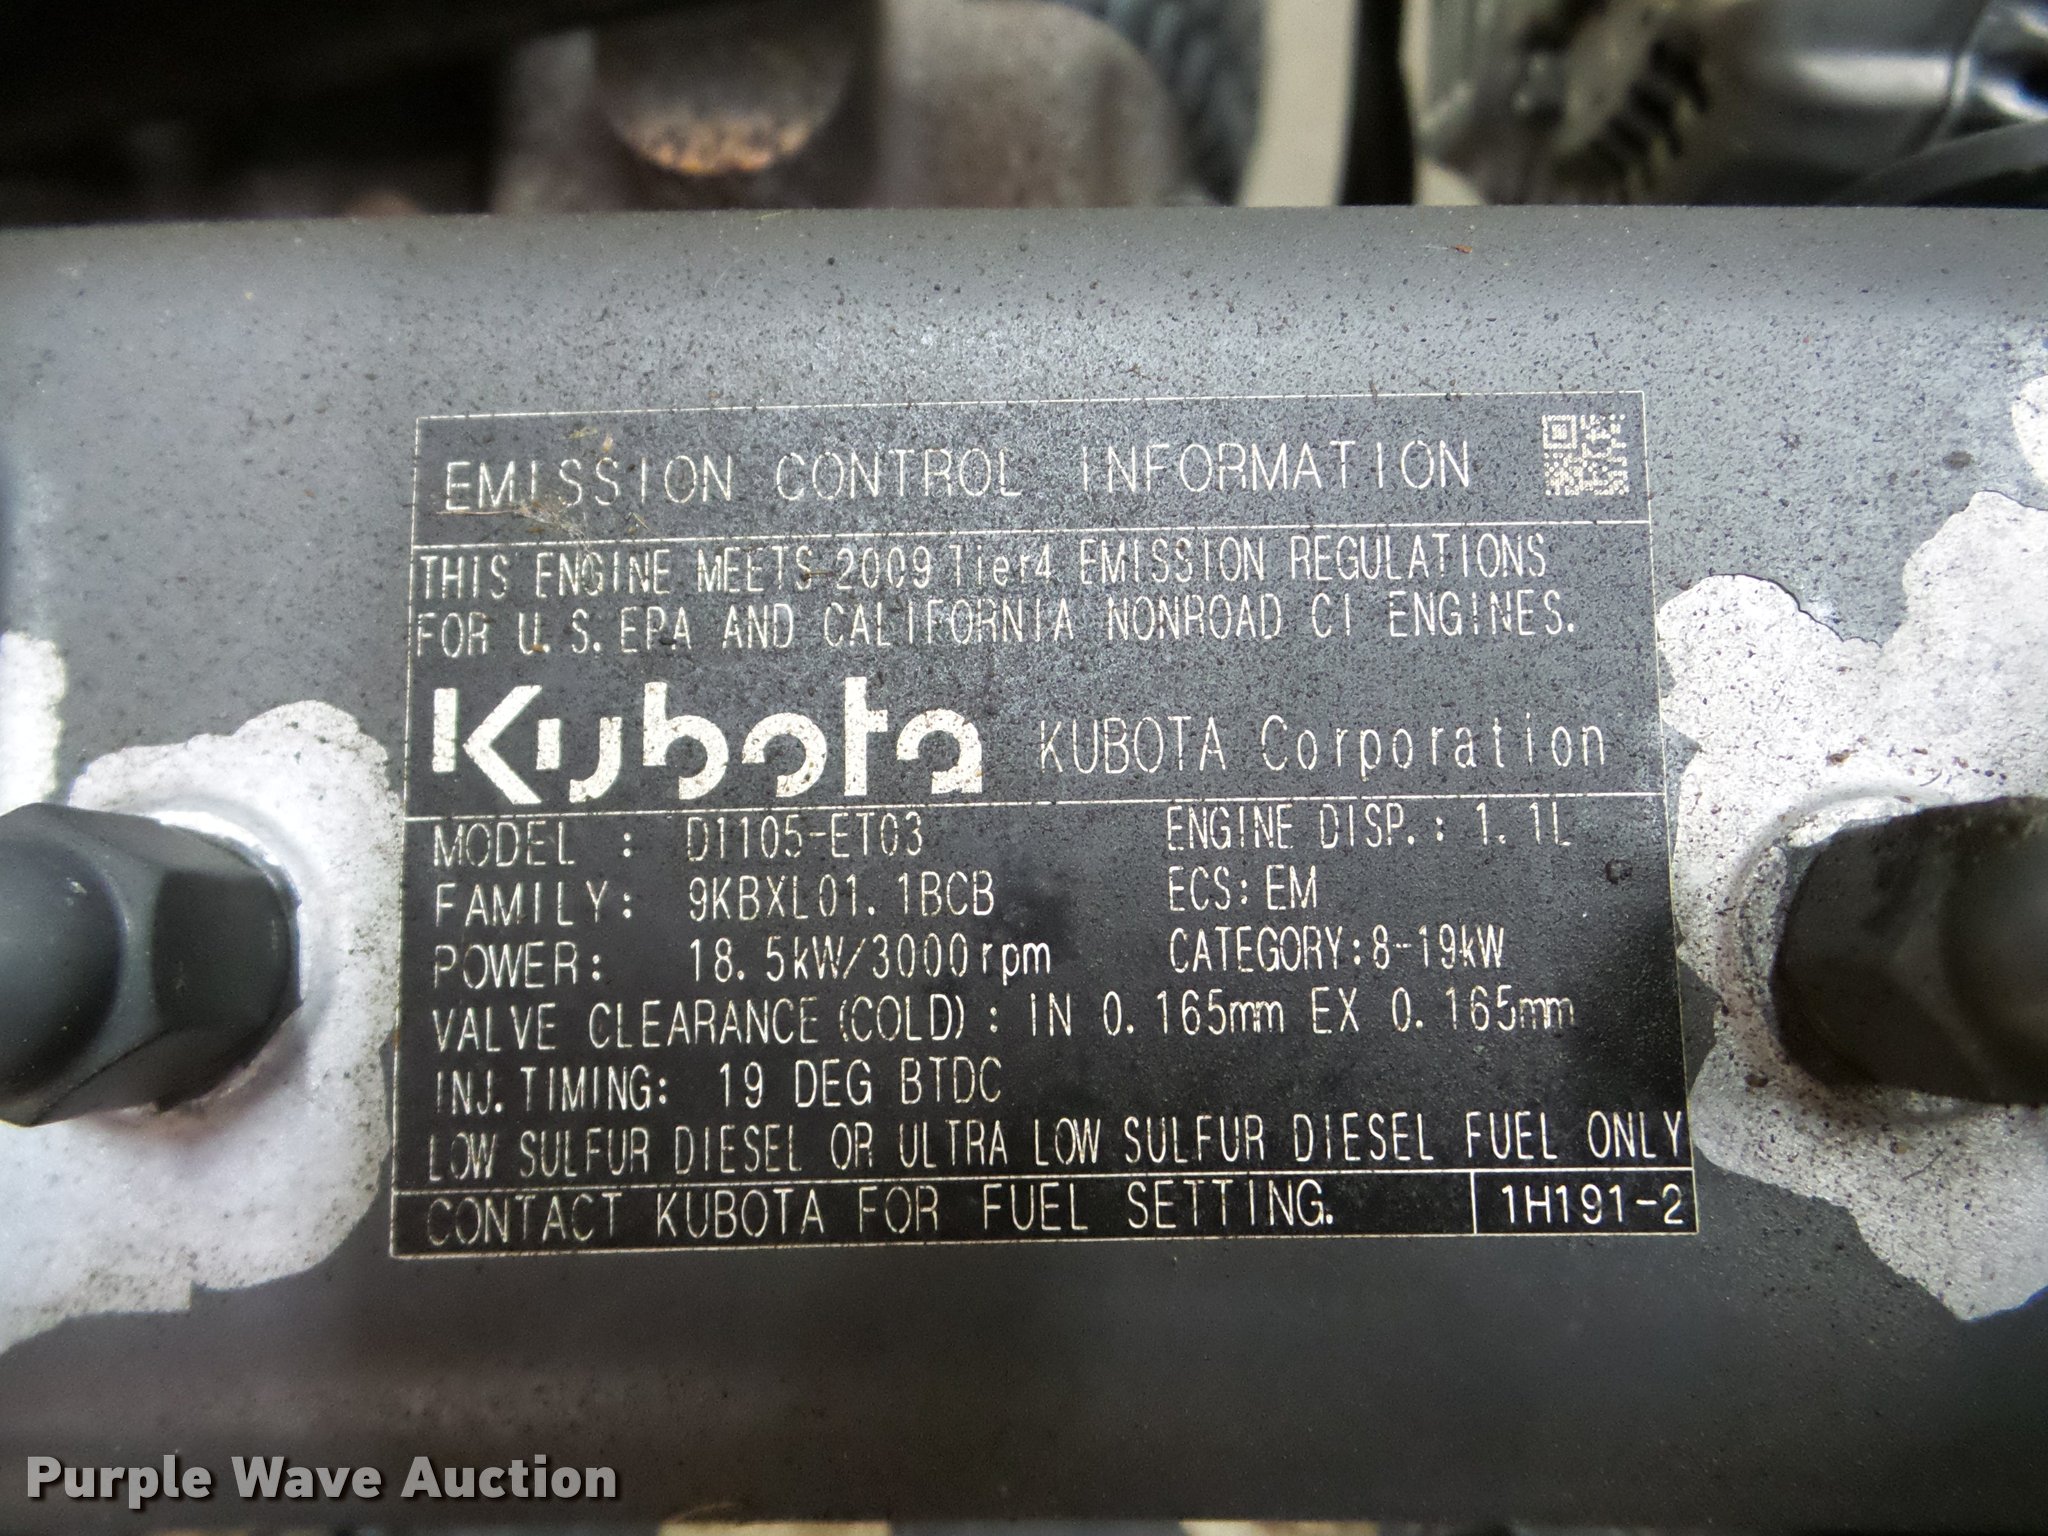 EMISSION CONTROL INFORMATION
THIS ENGINE MEETS 2009 Tier4 EMISSION REGULATIONS
FOR U.S.EPA AND CALIFORNIA NONROAD CI ENGINES.
Kubota KUBOTA Corporation
MODEL : D1105-ET03 ENGINE DISP.: 1.1L
FAMILY: 9KBXL01.1BCB ECS:EM
POWER: 18.5kW/3000rpm CATEGORY:8-19kW
VALVE CLEARANCE(COLD): IN 0.165mm EX 0.165mm
INJ.TIMING: 19 DEG BTDC
LOW SULFUR DIESEL OR ULTRA LOW SULFUR DIESEL FUEL ONLY
CONTACT KUBOTA FOR FUEL SETTING. 1H191-2
Purple Wave Auction